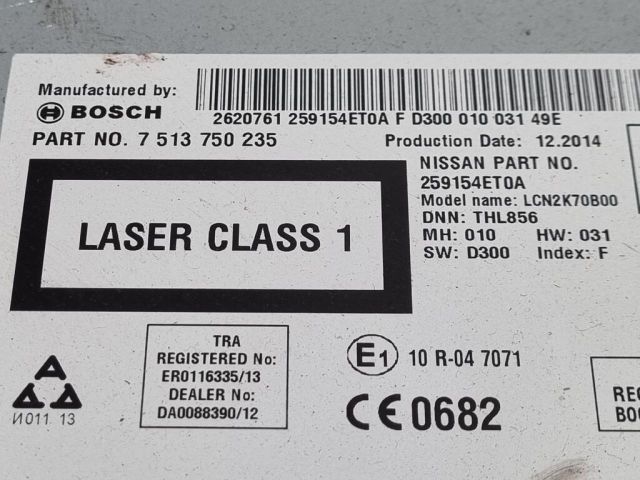 Manufactured by:
BOSCH
2620761 259154ET0A F D300 010 031 49E
PART NO. 7 513 750 235
Production Date: 12.2014
NISSAN PART NO.
259154ET0A
Model name: LCN2K70B00
DNN: THL856
MH: 010 HW: 031
SW: D300 Index: F
LASER CLASS 1
TRA
REGISTERED No:
ER0116335/13
DEALER No:
DA0088390/12
E1 10 R-04 7071
CE 0682
И011 13